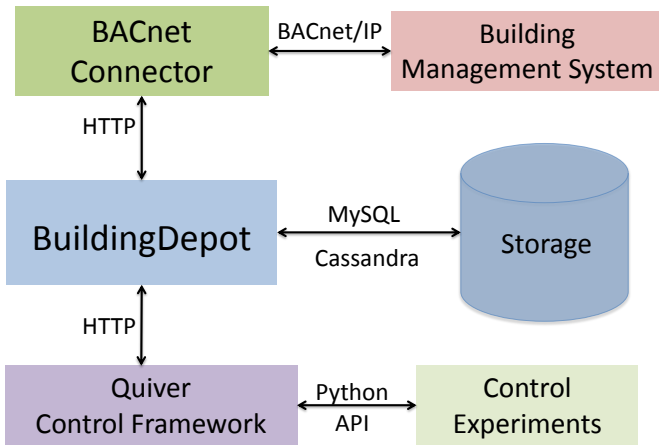 BACnet
Connector
BACnet/IP
Building
Management System
HTTP
BuildingDepot
MySQL
Cassandra
Storage
HTTP
Quiver
Control Framework
Python
API
Control
Experiments